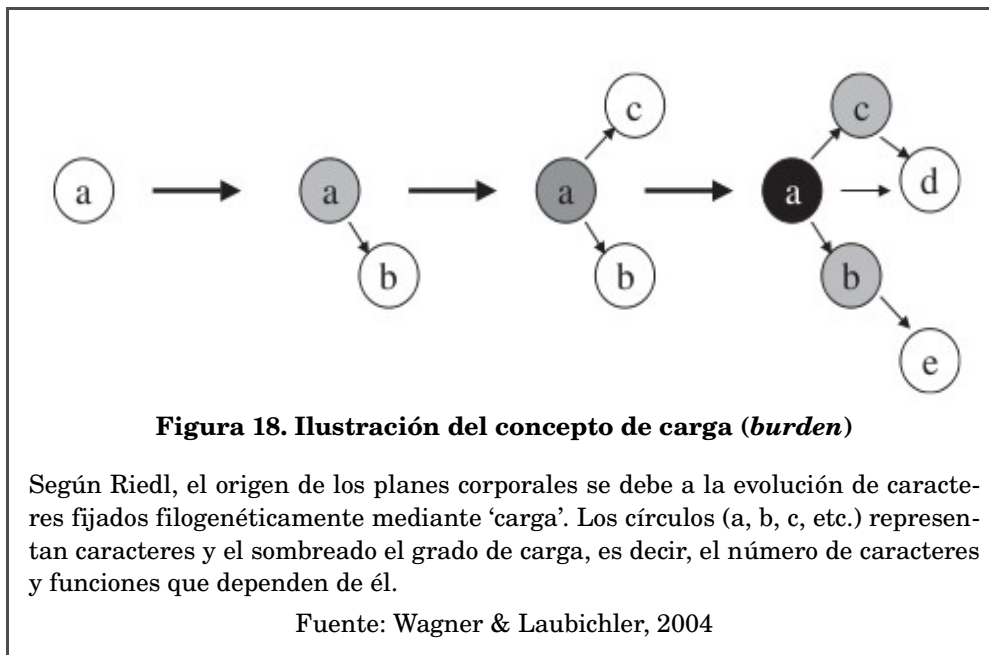 a a b a c b a c d b e
Figura 18. Ilustración del concepto de carga (burden)
Según Riedl, el origen de los planes corporales se debe a la evolución de caracte-
res fijados filogenéticamente mediante ‘carga’. Los círculos (a, b, c, etc.) represen-
tan caracteres y el sombreado el grado de carga, es decir, el número de caracteres
y funciones que dependen de él.
Fuente: Wagner & Laubichler, 2004